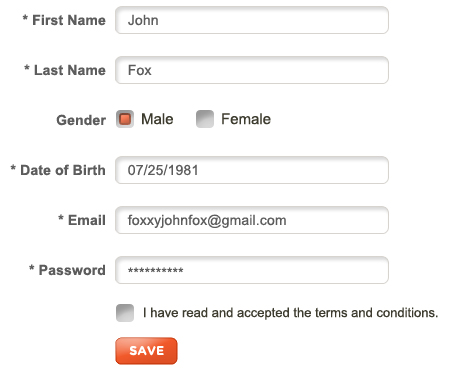 * First Name John
* Last Name Fox
Gender Male Female
* Date of Birth 07/25/1981
* Email foxxyjohnfox@gmail.com
* Password **********
I have read and accepted the terms and conditions.
SAVE